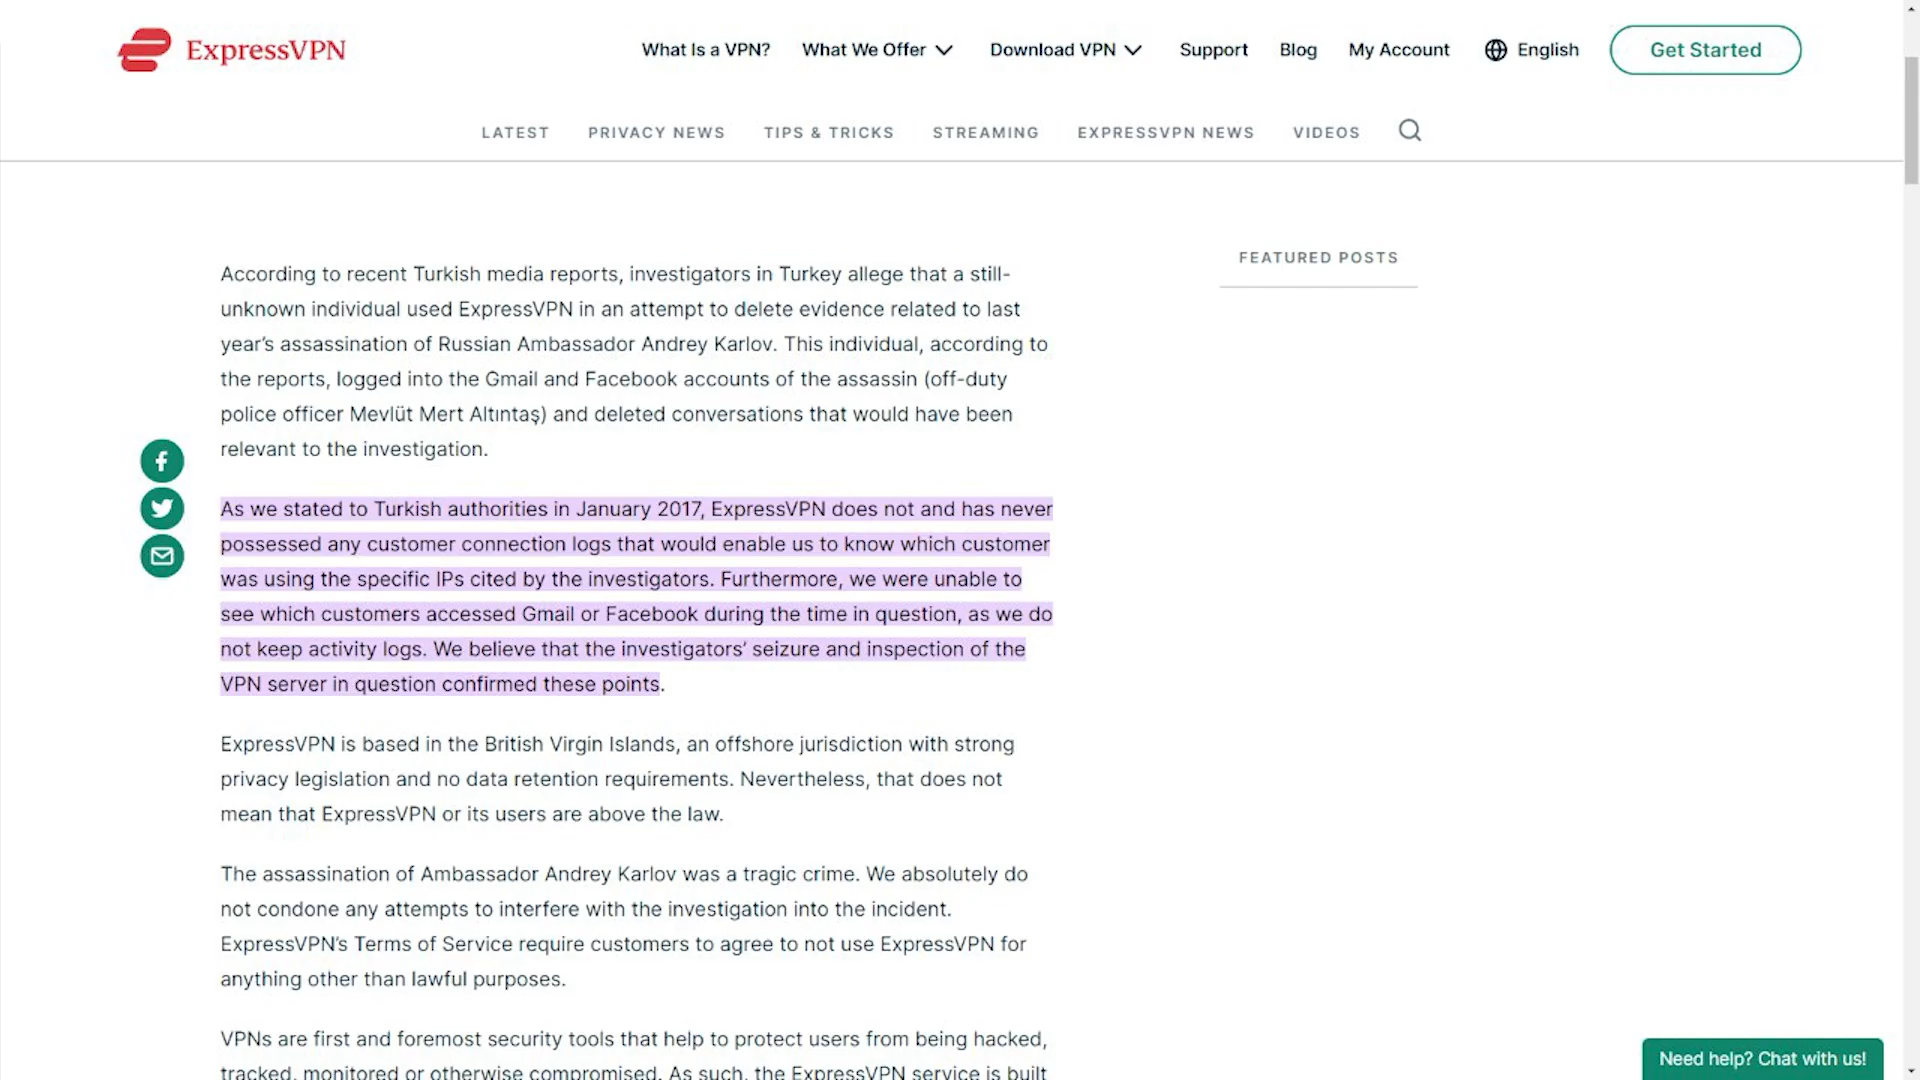 ExpressVPN
What Is a VPN? What We Offer Download VPN Support Blog My Account English Get Started
LATEST PRIVACY NEWS TIPS & TRICKS STREAMING EXPRESSVPN NEWS VIDEOS
FEATURED POSTS
According to recent Turkish media reports, investigators in Turkey allege that a still-
unknown individual used ExpressVPN in an attempt to delete evidence related to last
year's assassination of Russian Ambassador Andrey Karlov. This individual, according to
the reports, logged into the Gmail and Facebook accounts of the assassin (off-duty
police officer Mevlüt Mert Altıntaş) and deleted conversations that would have been
relevant to the investigation.
As we stated to Turkish authorities in January 2017, ExpressVPN does not and has never
possessed any customer connection logs that would enable us to know which customer
was using the specific IPs cited by the investigators. Furthermore, we were unable to
see which customers accessed Gmail or Facebook during the time in question, as we do
not keep activity logs. We believe that the investigators' seizure and inspection of the
VPN server in question confirmed these points.
ExpressVPN is based in the British Virgin Islands, an offshore jurisdiction with strong
privacy legislation and no data retention requirements. Nevertheless, that does not
mean that ExpressVPN or its users are above the law.
The assassination of Ambassador Andrey Karlov was a tragic crime. We absolutely do
not condone any attempts to interfere with the investigation into the incident.
ExpressVPN's Terms of Service require customers to agree to not use ExpressVPN for
anything other than lawful purposes.
VPNs are first and foremost security tools that help to protect users from being hacked,
tracked, monitored or otherwise compromised. As such, the ExpressVPN service is built
Need help? Chat with us!